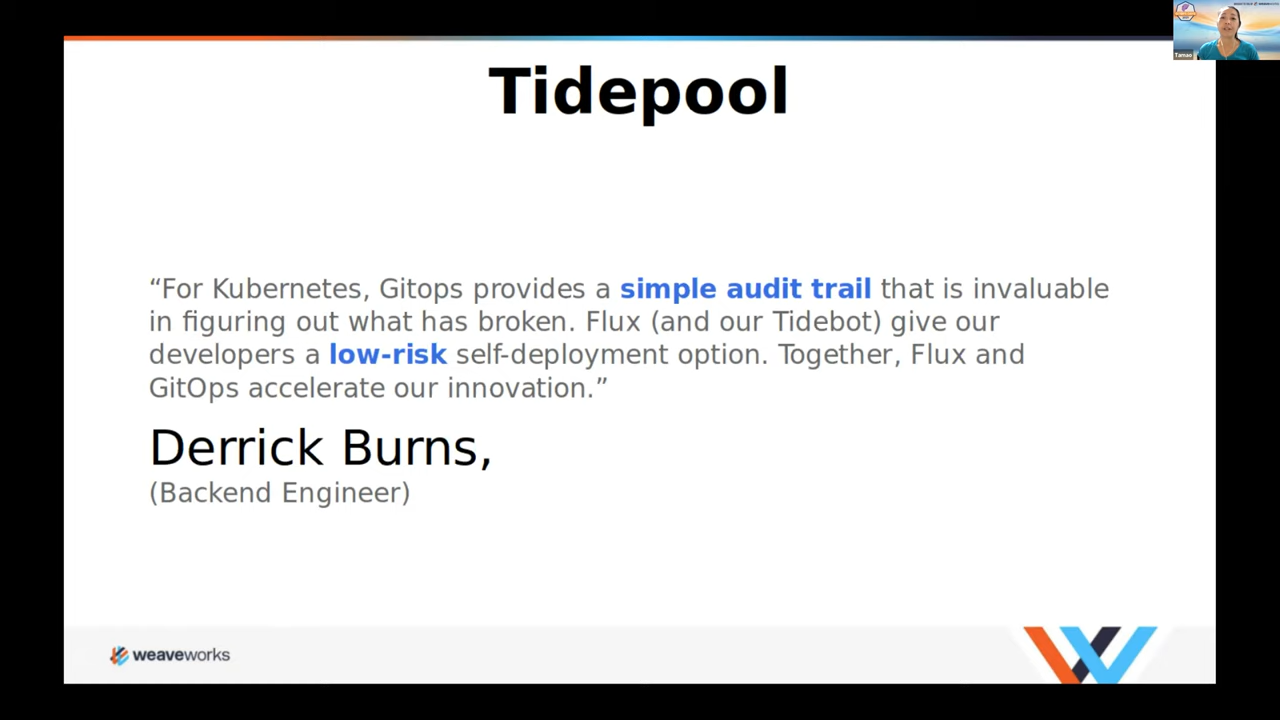 Tidepool
“For Kubernetes, Gitops provides a simple audit trail that is invaluable
in figuring out what has broken. Flux (and our Tidebot) give our
developers a low-risk self-deployment option. Together, Flux and
GitOps accelerate our innovation.”
Derrick Burns,
(Backend Engineer)
weaveworks
Tamao